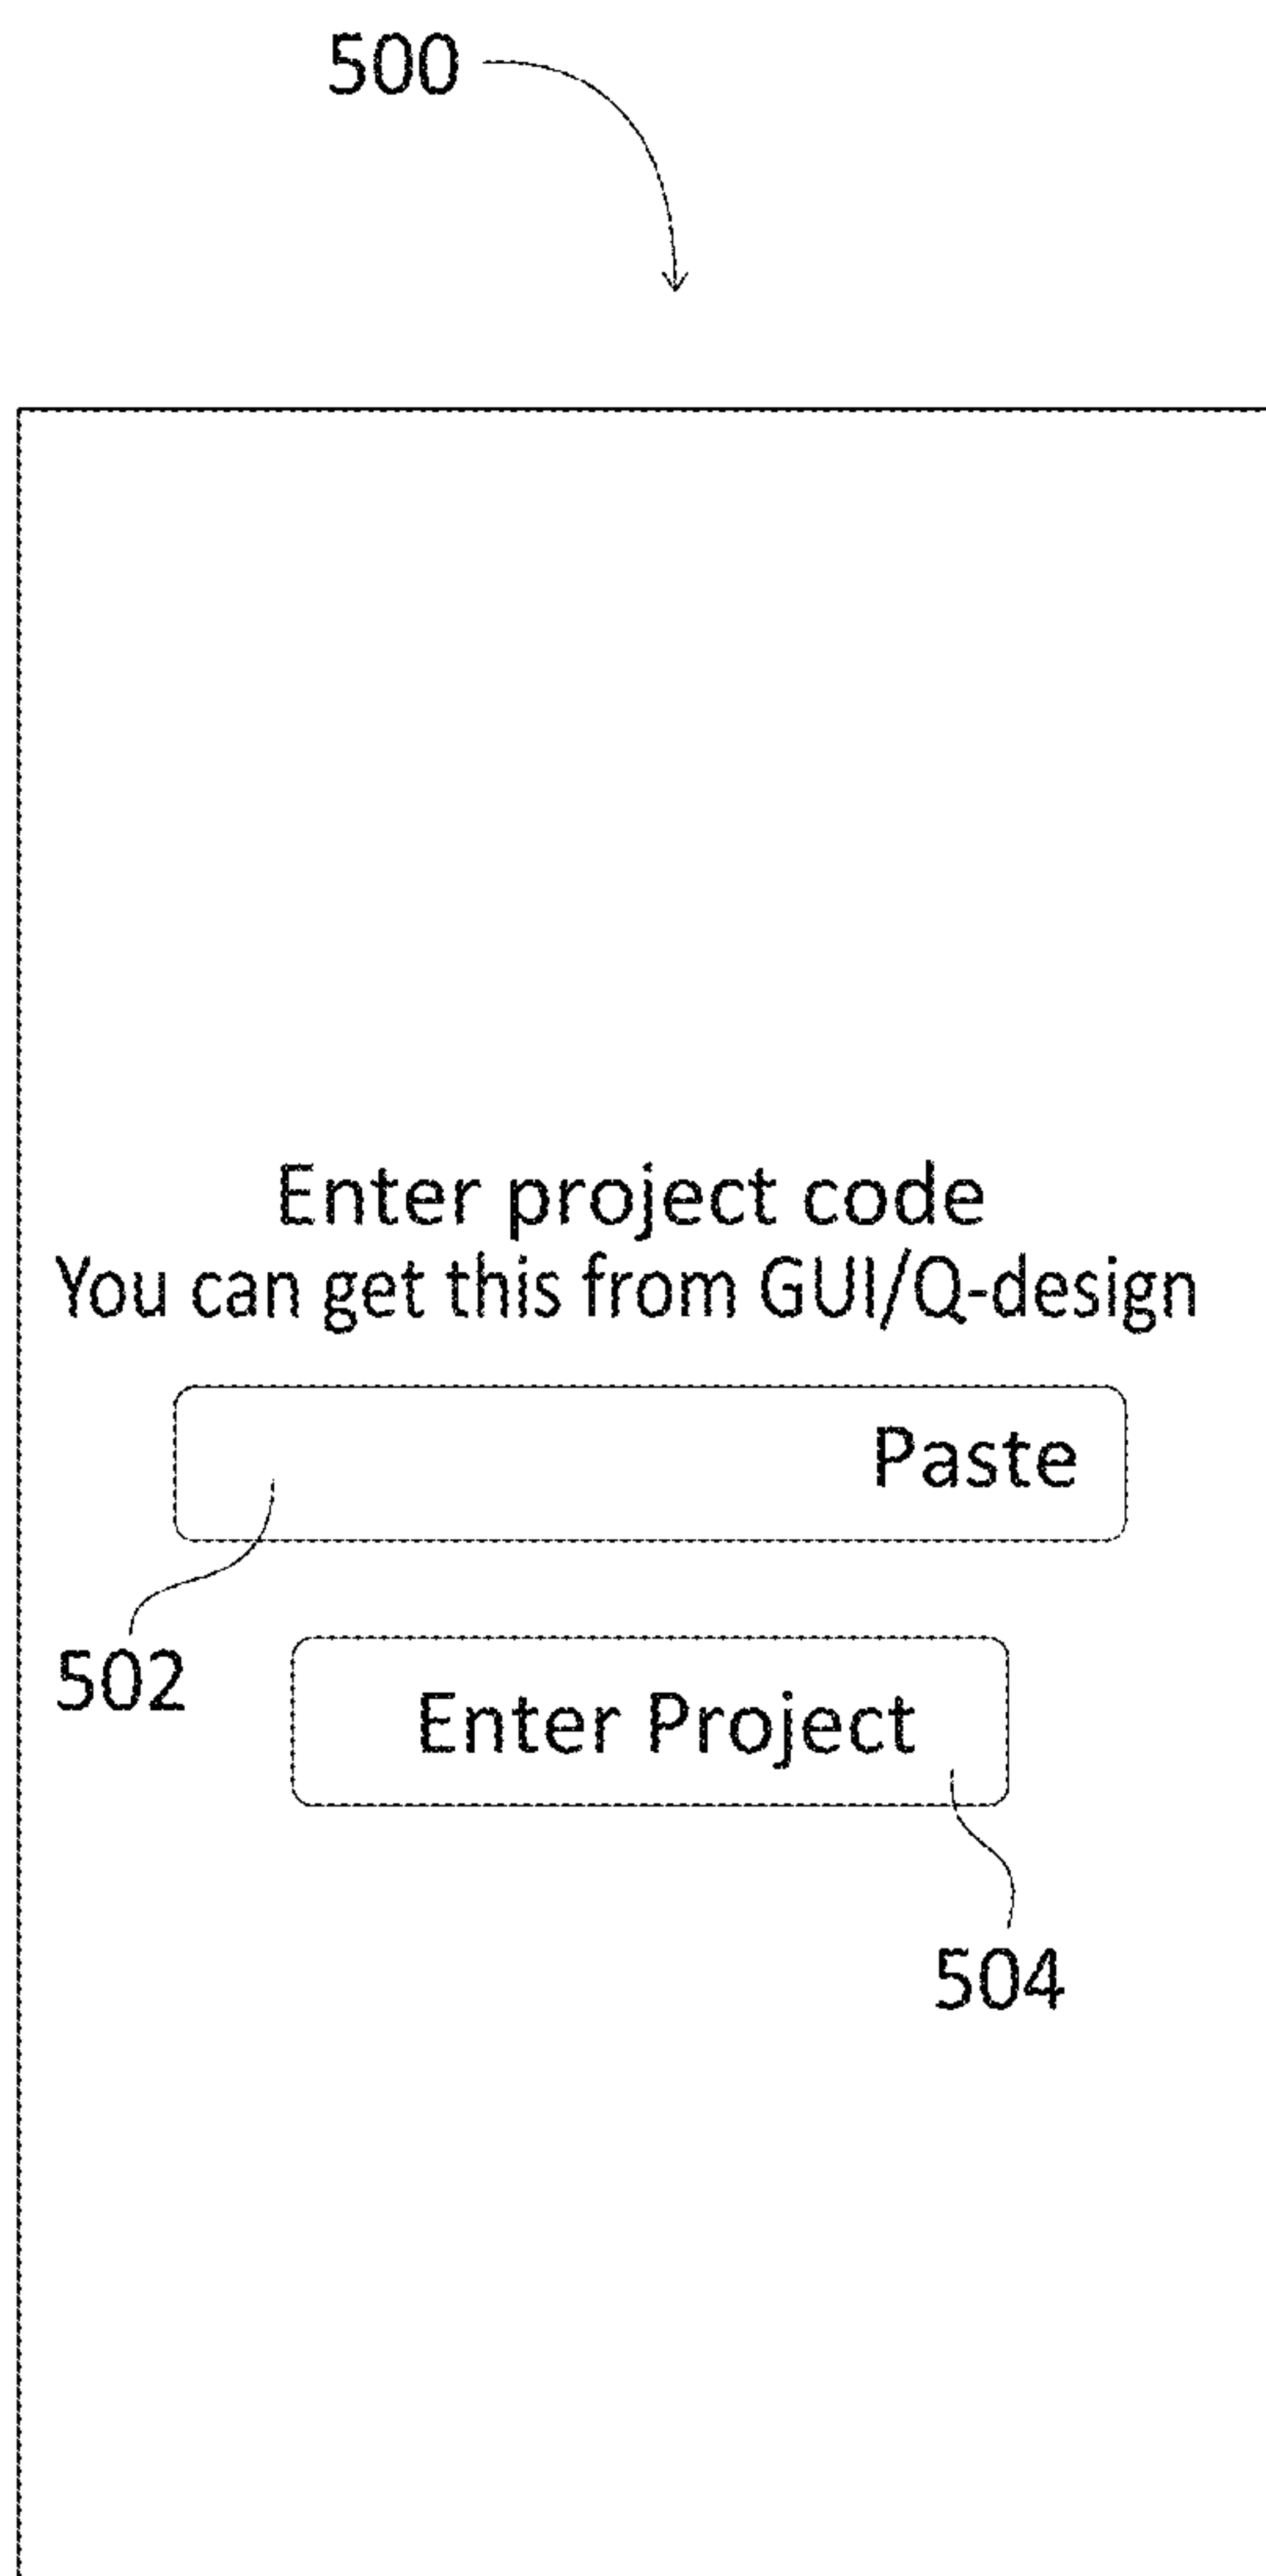 500
Enter project code
You can get this from GUI/Q-design
Paste
502
Enter Project
504